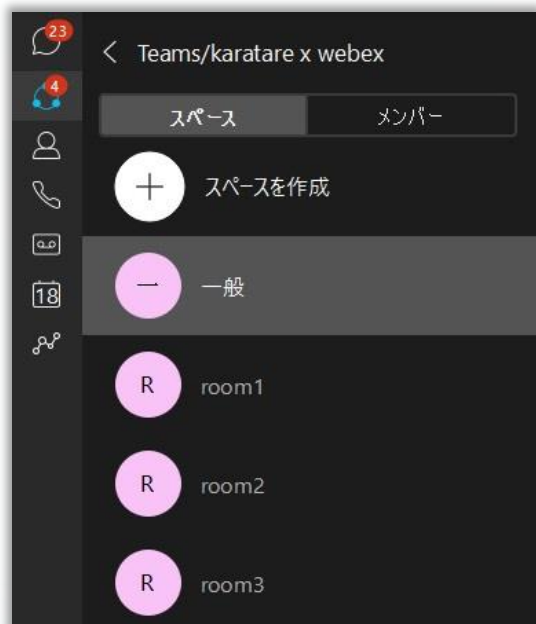 23
Teams/karatare x webex
4
スペース
メンバー
スペースを作成
18
一
一般
R
room1
R
room2
R
room3